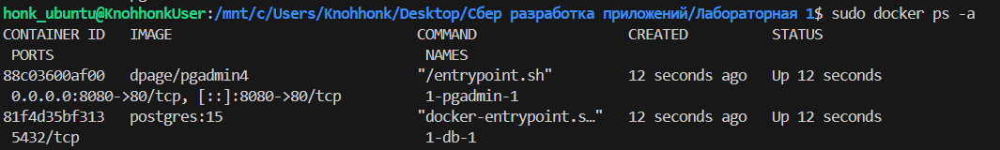 honk_ubuntu@KnohhonkUser:/mnt/c/Users/Knohhonk/Desktop/Сбер разработка приложений/Лабораторная 1$ sudo docker ps -a
CONTAINER ID   IMAGE            COMMAND                  CREATED          STATUS
 PORTS                                           NAMES
88c03600af00   dpage/pgadmin4   "/entrypoint.sh"         12 seconds ago   Up 12 seconds
 0.0.0.0:8080->80/tcp, [::]:8080->80/tcp         1-pgadmin-1
81f4d35bf313   postgres:15      "docker-entrypoint.s…"   12 seconds ago   Up 12 seconds
 5432/tcp                                        1-db-1